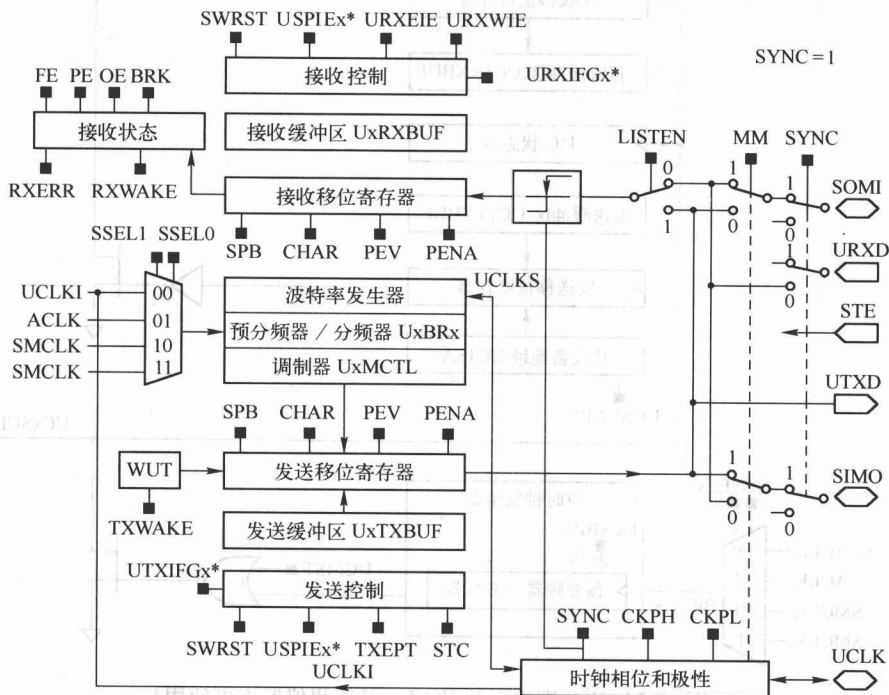 SWRST USPIEx* URXEIE URXWIE
接收控制
URXIFGx*
SYNC=1
FE PE OE BRK
接收状态
RXERR RXWAKE
接收缓冲区 UxRXBUF
接收移位寄存器
SPB CHAR PEV PENA
LISTEN MM SYNC
0
1
1
0
1
0
1
0
SOMI
URXD
STE
UTXD
SIMO
SSEL1 SSEL0
UCLKI
ACLK
SMCLK
SMCLK
00
01
10
11
UCLKS
波特率发生器
预分频器 / 分频器 UxBRx
调制器 UxMCTL
SPB CHAR PEV PENA
WUT
TXWAKE
发送移位寄存器
发送缓冲区 UxTXBUF
1
0
1
0
UTXIFGx*
发送控制
SWRST USPIEx* TXEPT STC
UCLKI
SYNC CKPH CKPL
时钟相位和极性
UCLK